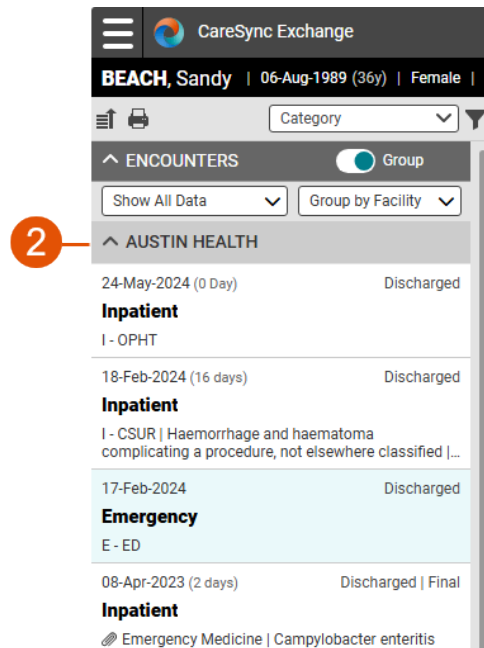 CareSync Exchange
BEACH, Sandy | 06-Aug-1989 (36y) | Female |
Category
ENCOUNTERS Group
Show All Data Group by Facility
2 AUSTIN HEALTH
24-May-2024 (0 Day) Discharged
Inpatient
I - OPHT
18-Feb-2024 (16 days) Discharged
Inpatient
I - CSUR | Haemorrhage and haematoma
complicating a procedure, not elsewhere classified |...
17-Feb-2024 Discharged
Emergency
E - ED
08-Apr-2023 (2 days) Discharged | Final
Inpatient
Emergency Medicine | Campylobacter enteritis